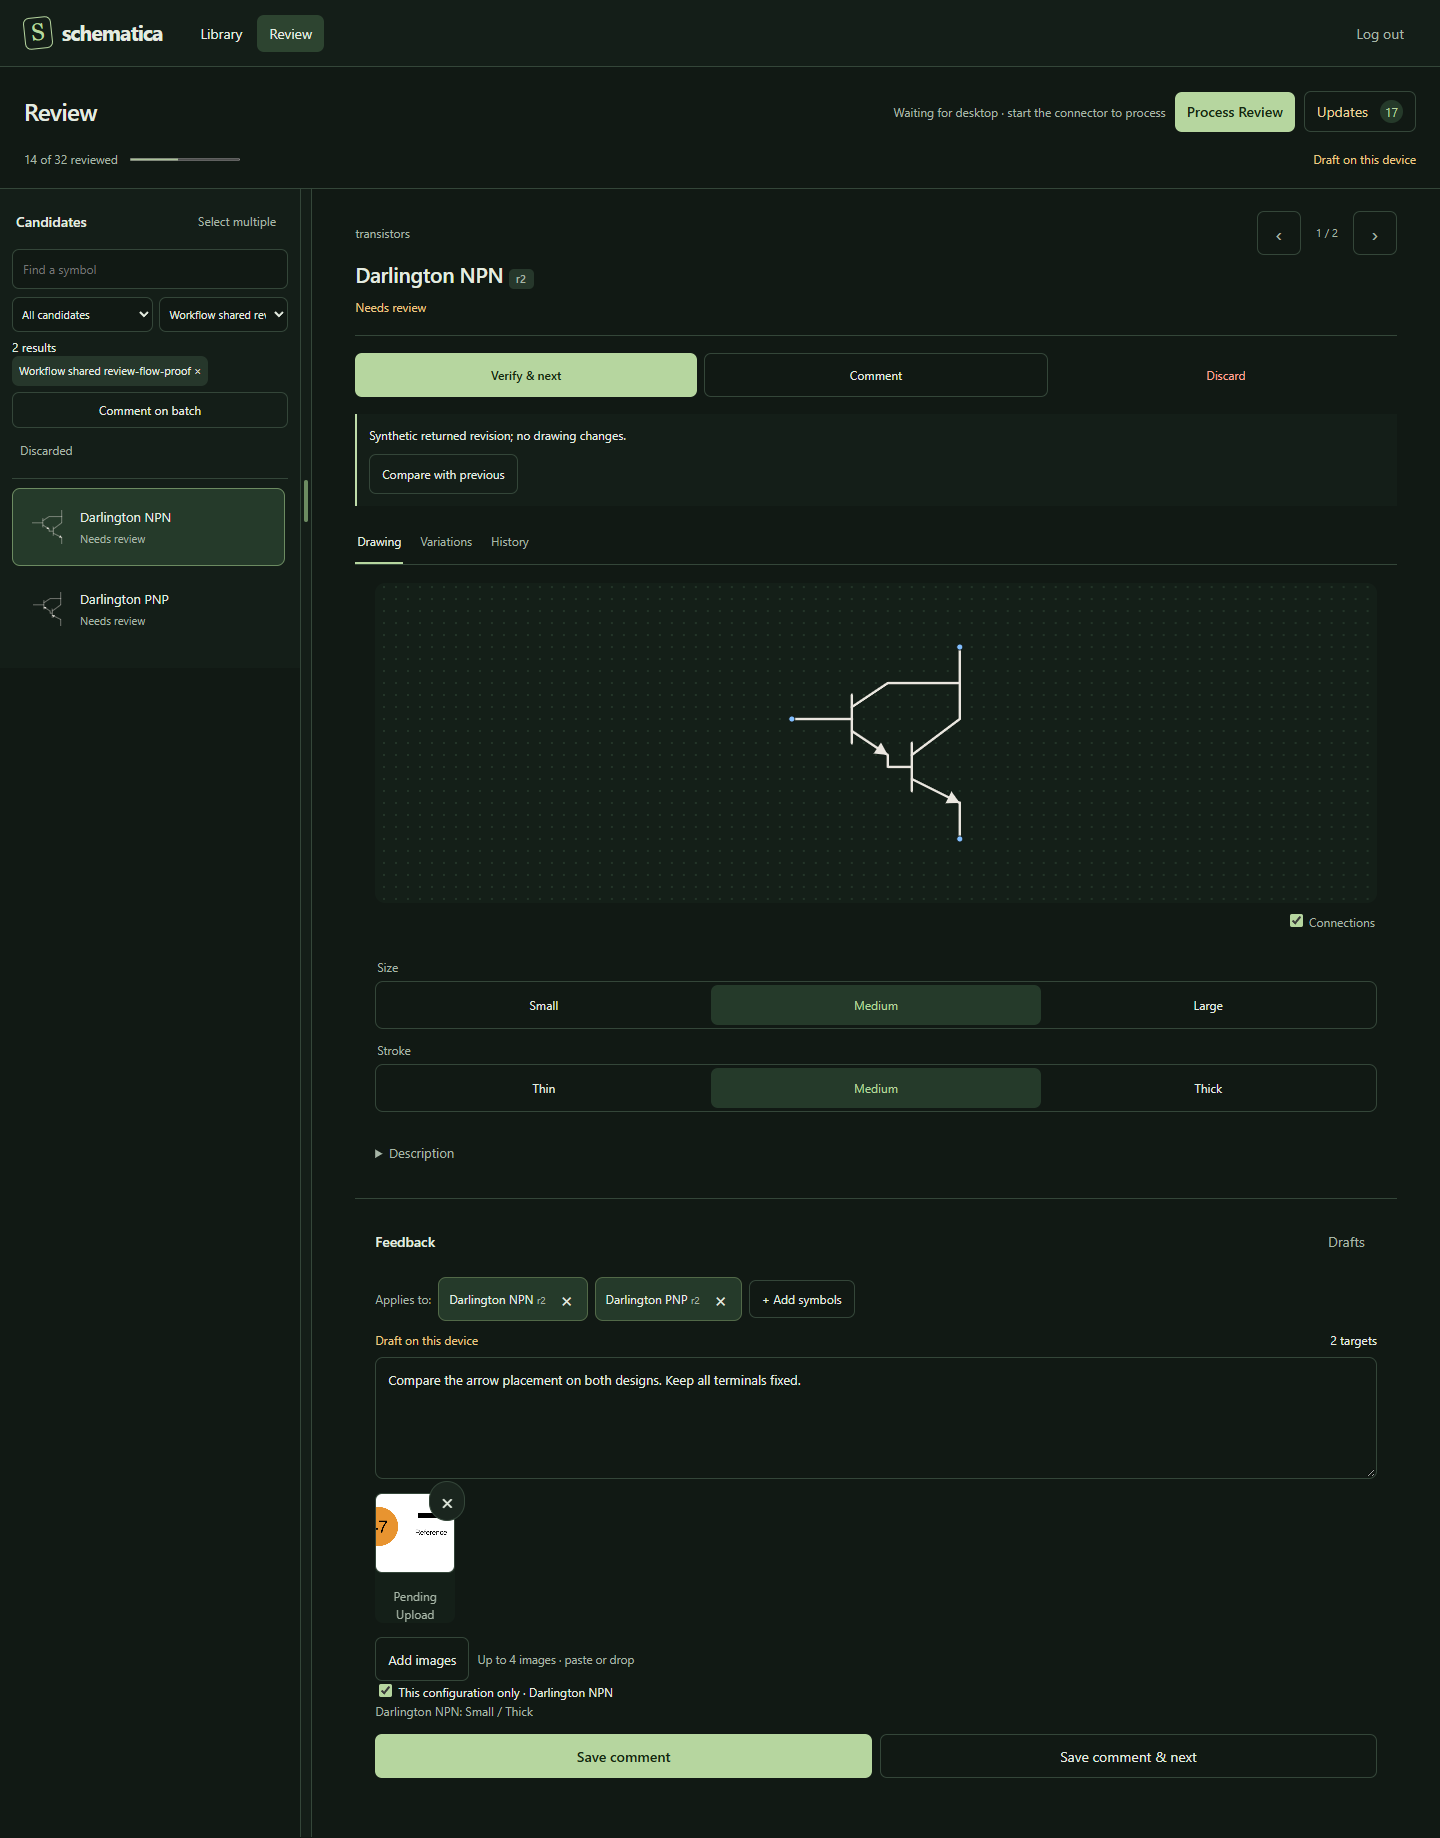 S schematica
Library
Review
Log out
Review
Waiting for desktop · start the connector to process
Process Review
Updates 17
14 of 32 reviewed
Draft on this device
Candidates
Select multiple
Find a symbol
All candidates
Workflow shared rev
2 results
Workflow shared review-flow-proof ×
Comment on batch
Discarded
Darlington NPN
Needs review
Darlington PNP
Needs review
transistors
‹ 1 / 2 ›
Darlington NPN r2
Needs review
Verify & next
Comment
Discard
Synthetic returned revision; no drawing changes.
Compare with previous
Drawing
Variations
History
Connections
Size
Small
Medium
Large
Stroke
Thin
Medium
Thick
Description
Feedback
Drafts
Applies to:
Darlington NPN r2 ×
Darlington PNP r2 ×
+ Add symbols
Draft on this device
2 targets
Compare the arrow placement on both designs. Keep all terminals fixed.
×
Reference
Pending
Upload
Add images
Up to 4 images · paste or drop
This configuration only · Darlington NPN
Darlington NPN: Small / Thick
Save comment
Save comment & next